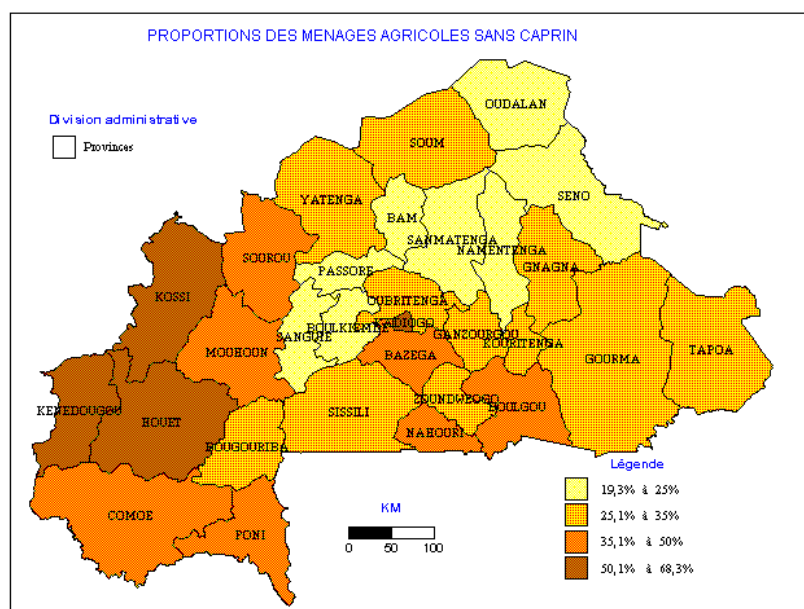 PROPORTIONS DES MENAGES AGRICOLES SANS CAPRIN
Division administrative
Provinces
OUDALAN
SOUM
SENO
YATENGA
BAM
SANMATENGA
NAMENTENGA
GNAGNA
SOUROU
PASSORE
KOSSI
OUBRITENGA
KADIOGO
BOULKIEMDE
SANGUIE
GANZOURGOU
KOURITENGA
MOUHOUN
BAZEGA
GOURMA
TAPOA
KENEDOUGOU
HOUET
SISSILI
ZOUNDWEOGO
BOULGOU
BOUGOURIBA
NAHOURI
COMOE
PONI
KM
0 50 100
Légende
19,3% à 25%
25,1% à 35%
35,1% à 50%
50,1% à 68,3%